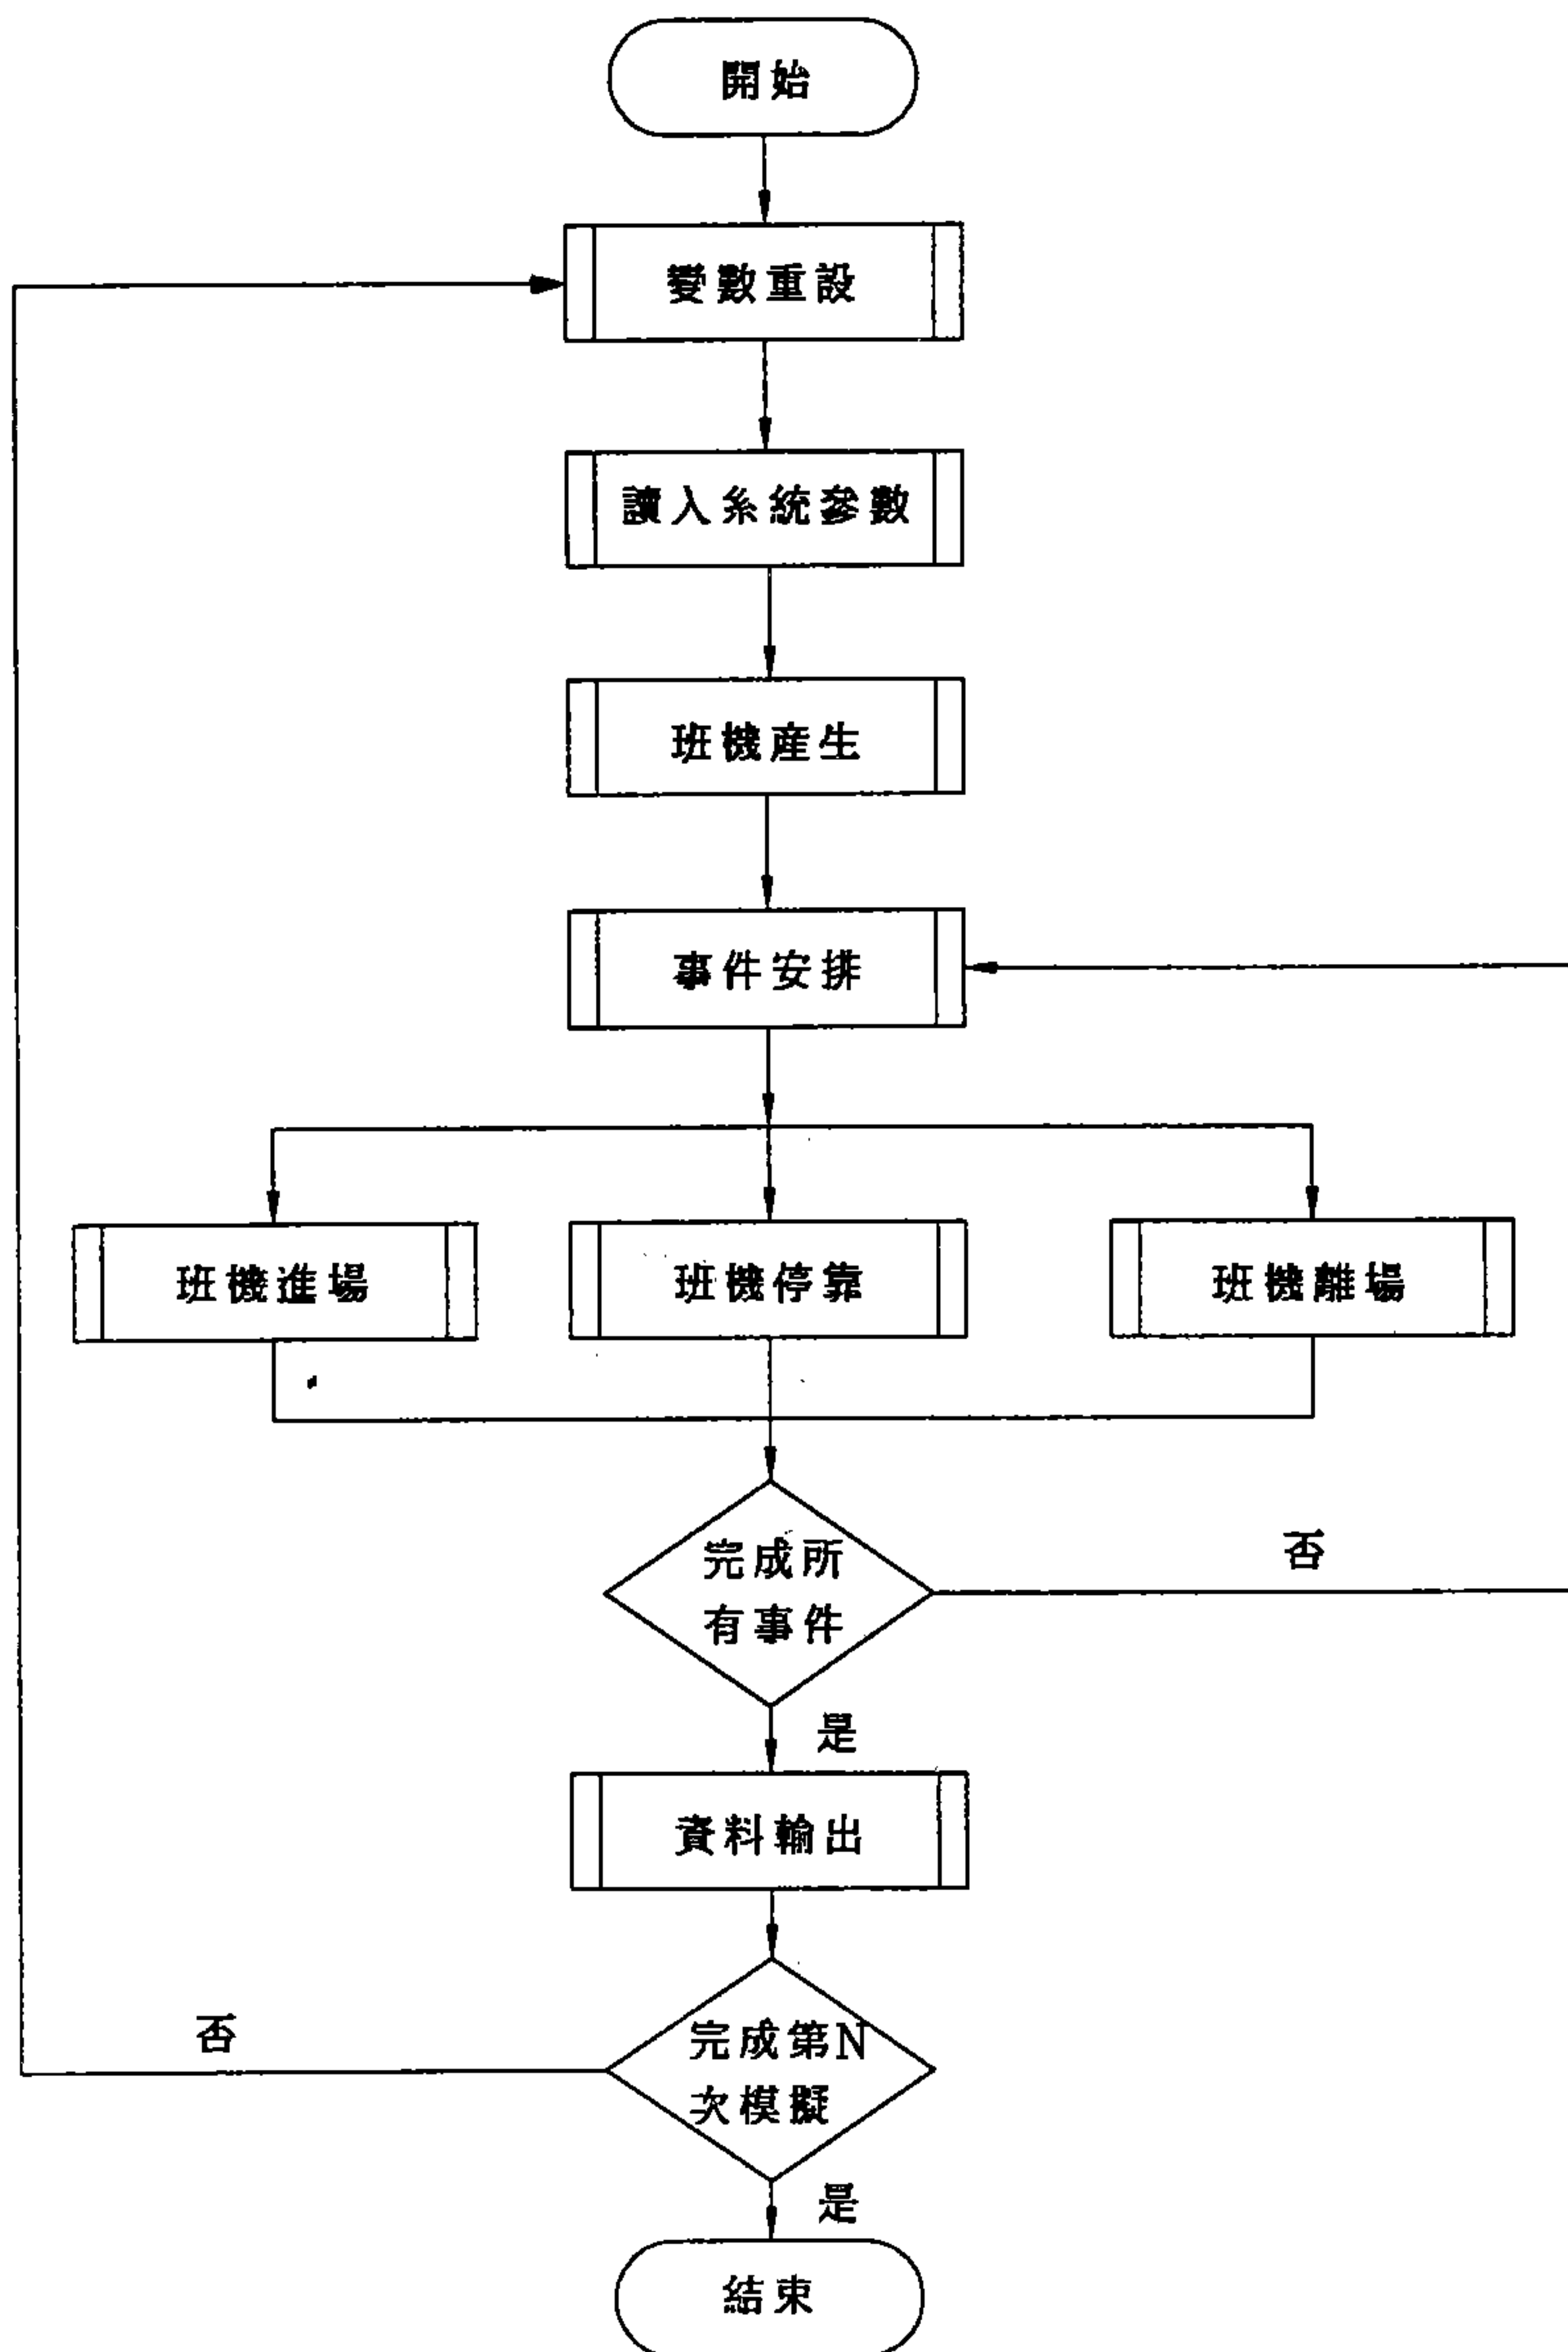 開始
變數重設
讀入系統參數
班機產生
事件安排
班機進場
班機停靠
班機離場
完成所
有事件
否
是
資料輸出
完成第N
次模擬
否
是
結束